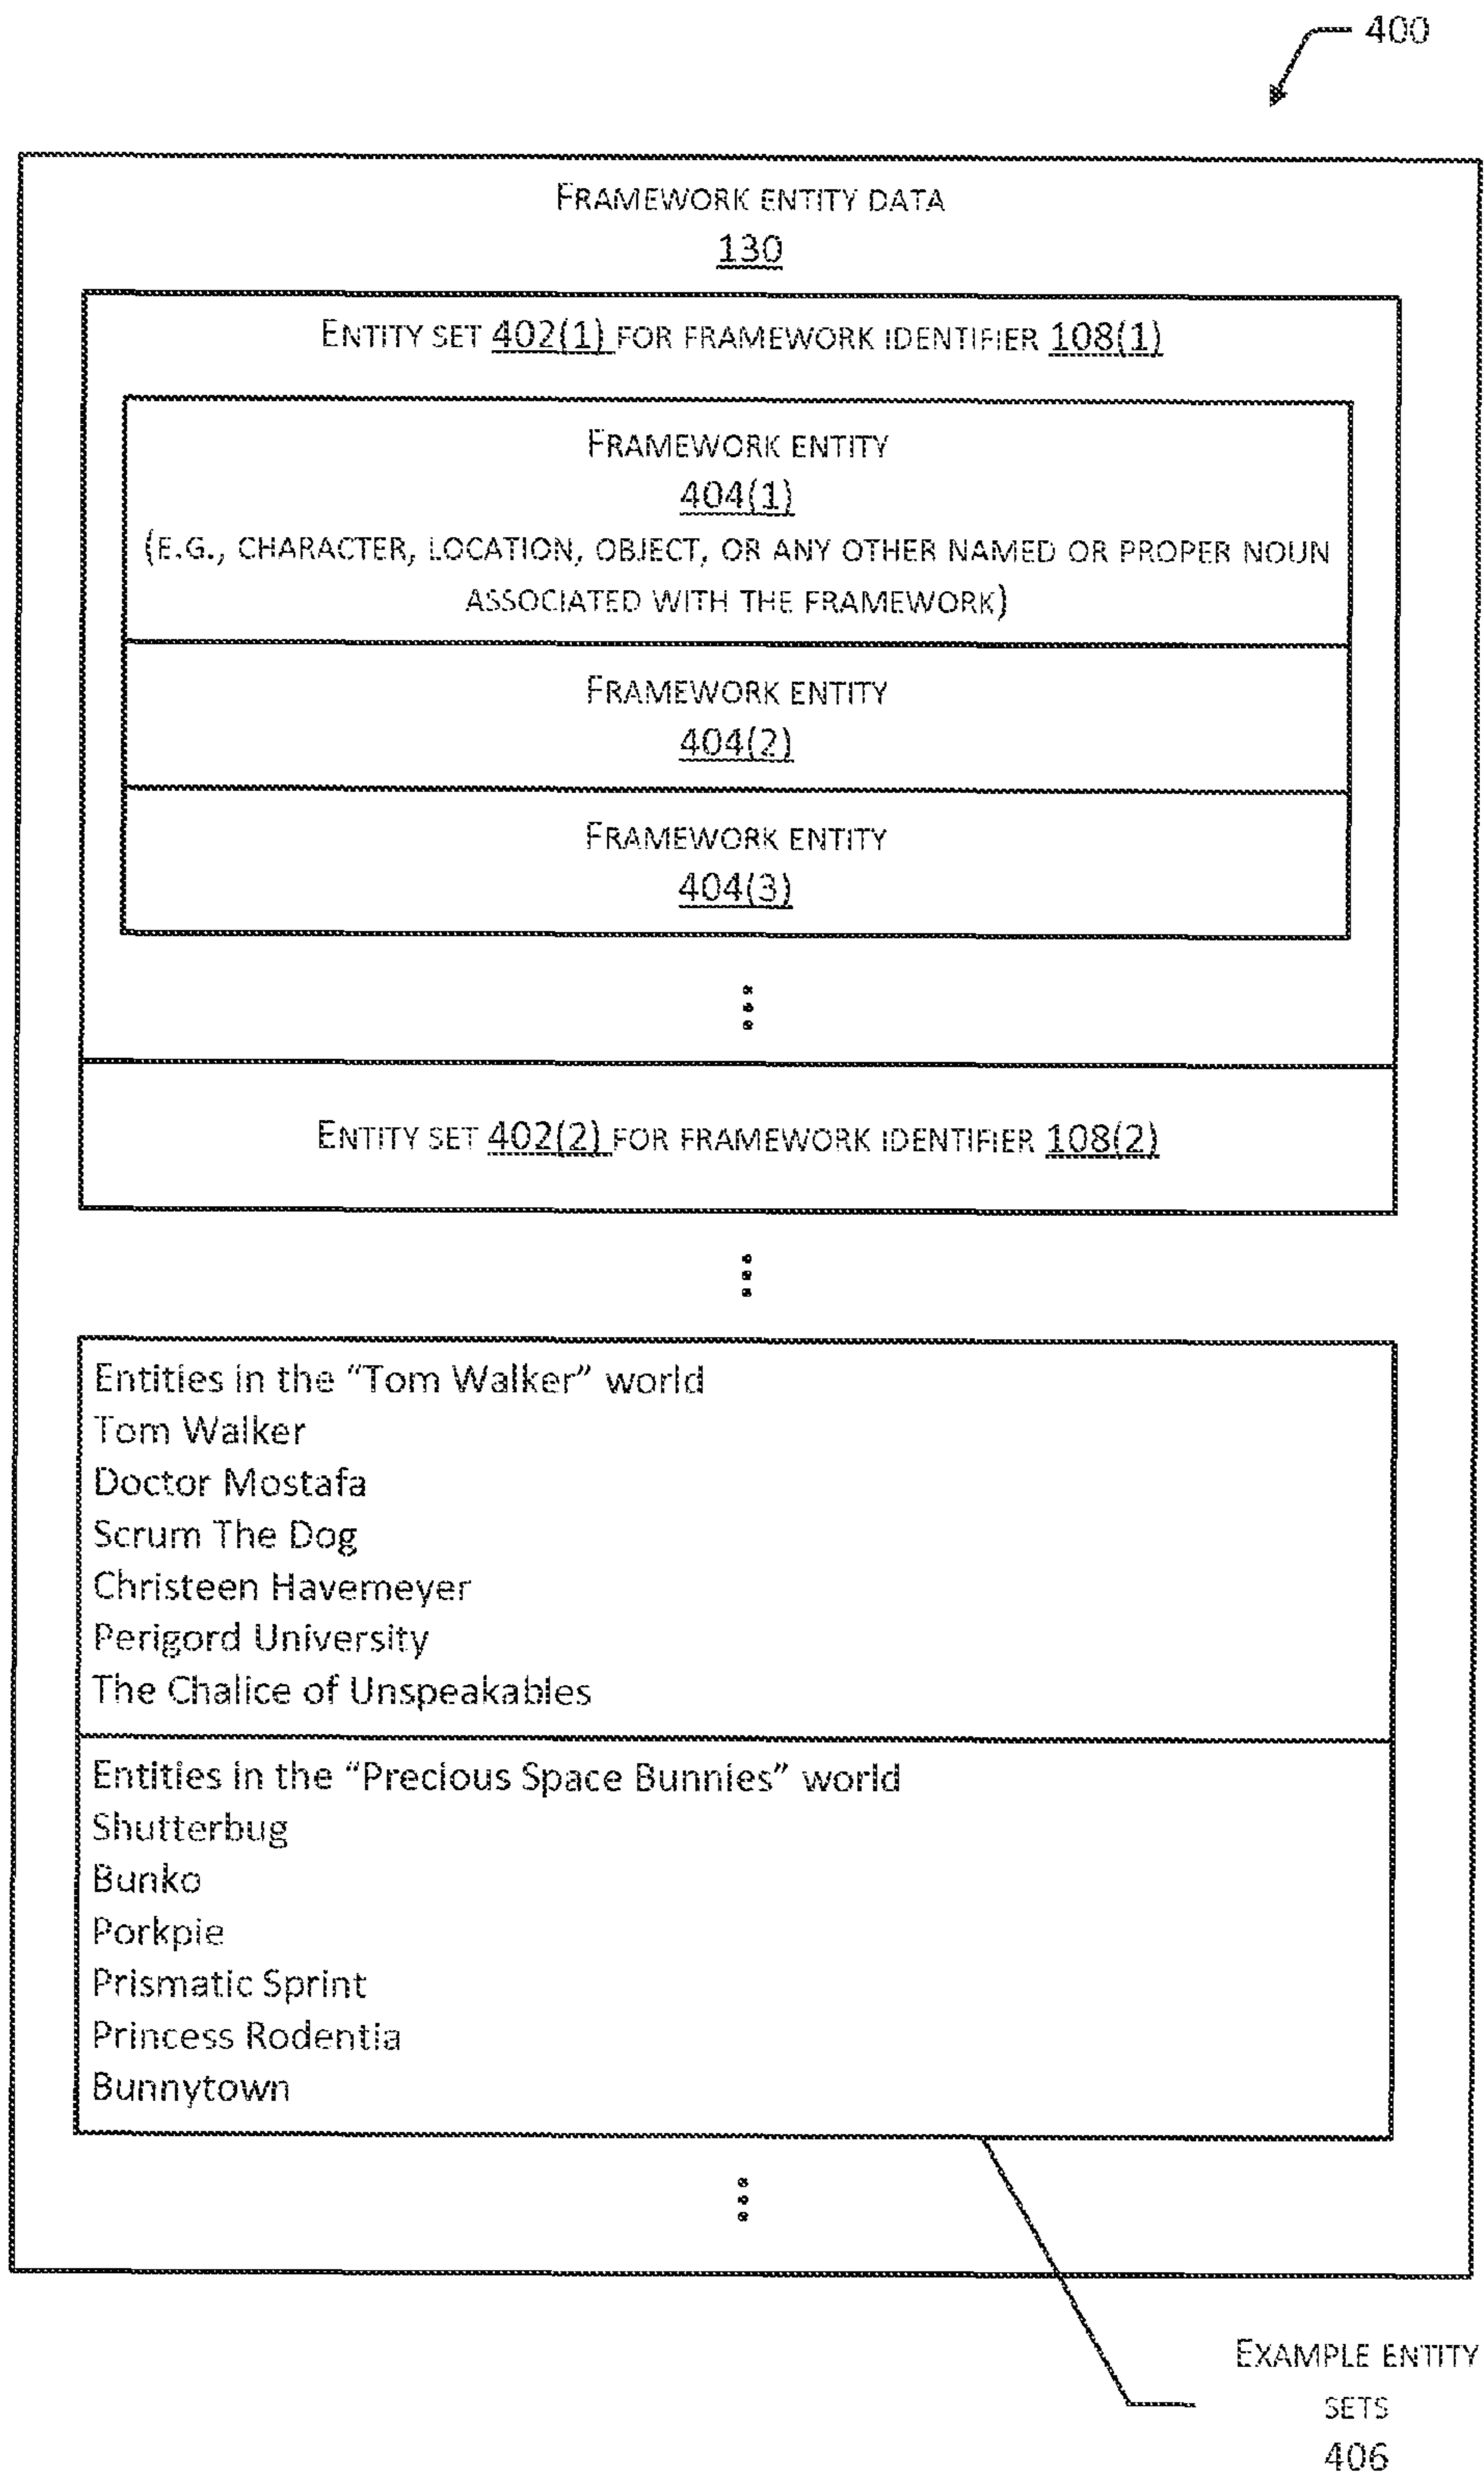 400
FRAMEWORK ENTITY DATA
130
ENTITY SET 402(1) FOR FRAMEWORK IDENTIFIER 108(1)
FRAMEWORK ENTITY
404(1)
(E.G., CHARACTER, LOCATION, OBJECT, OR ANY OTHER NAMED OR PROPER NOUN
ASSOCIATED WITH THE FRAMEWORK)
FRAMEWORK ENTITY
404(2)
FRAMEWORK ENTITY
404(3)
ENTITY SET 402(2) FOR FRAMEWORK IDENTIFIER 108(2)
Entities in the “Tom Walker” world
Tom Walker
Doctor Mostafa
Scrum The Dog
Christeen Havemeyer
Perigord University
The Chalice of Unspeakables
Entities in the “Precious Space Bunnies” world
Shutterbug
Bunko
Porkpie
Prismatic Sprint
Princess Rodentia
Bunnytown
EXAMPLE ENTITY
SETS
406